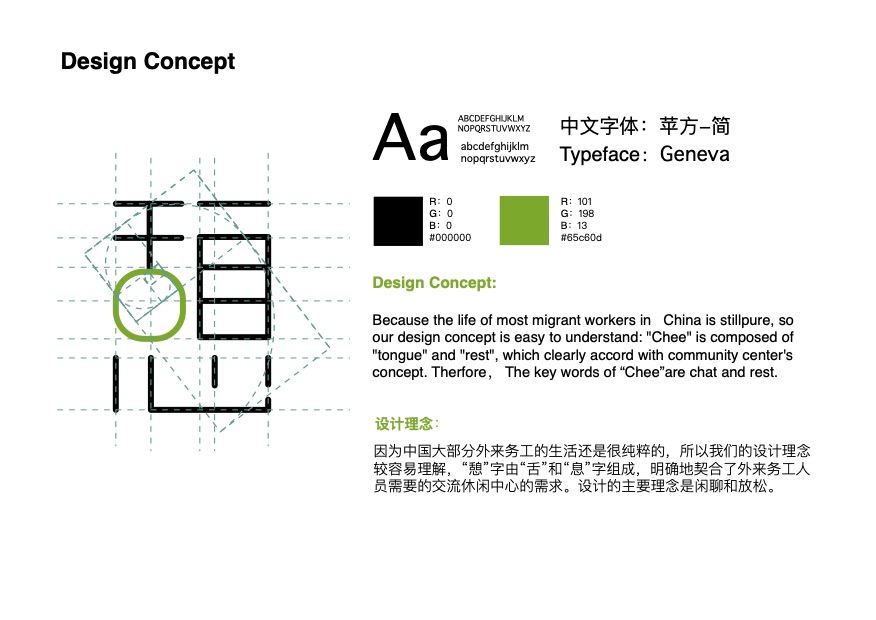 Design Concept
Aa
ABCDEFGHIJKLM
NOPQRSTUVWXYZ
abcdefghijklm
nopqrstuvwxyz
中文字体：苹方–简
Typeface：Geneva
R：0
G：0
B：0
#000000
R：101
G：198
B：13
#65c60d
憩
Design Concept:
Because the life of most migrant workers in China is stillpure, so
our design concept is easy to understand: "Chee" is composed of
"tongue" and "rest", which clearly accord with community center's
concept. Therfore， The key words of “Chee”are chat and rest.
设计理念：
因为中国大部分外来务工的生活还是很纯粹的，所以我们的设计理念
较容易理解，“憩”字由“舌”和“息”字组成，明确地契合了外来务工人
员需要的交流休闲中心的需求。设计的主要理念是闲聊和放松。